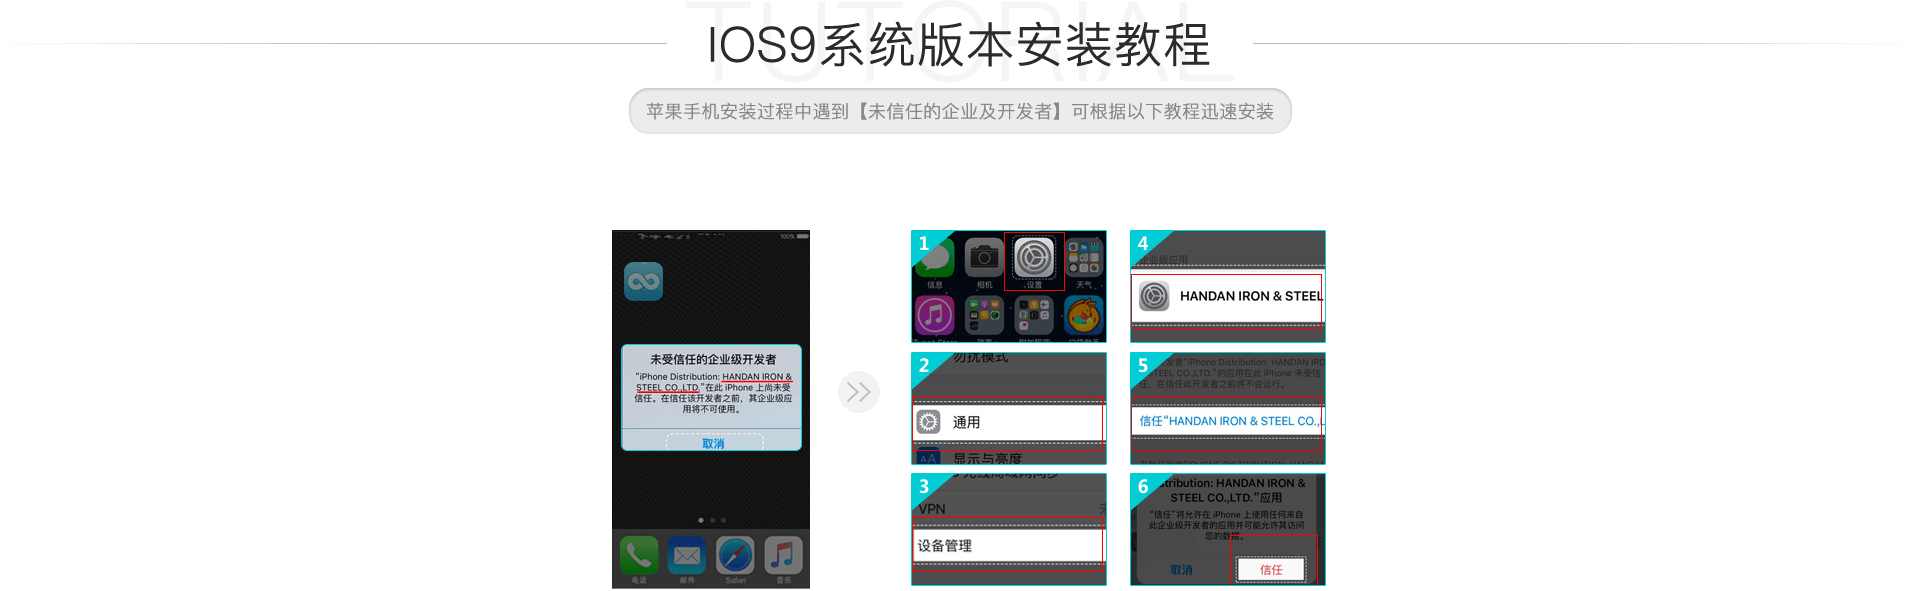 TUTORIAL
IOS9系统版本安装教程
苹果手机安装过程中遇到【未信任的企业及开发者】可根据以下教程迅速安装
100%
未受信任的企业级开发者
“iPhone Distribution: HANDAN IRON &
STEEL CO.,LTD.”在此 iPhone 上尚未受
信任。在信任该开发者之前，其企业级应
用将不可使用。
取消
电话 邮件 Safari 音乐
1
信息 相机 设置 天气
2
勿扰模式
通用
AA 显示与亮度
3
VPN
设备管理
4
企业级应用
HANDAN IRON & STEEL
5
开发者“iPhone Distribution: HANDAN IRO
STEEL CO.,LTD.”的应用在此 iPhone 未受信
任，在信任此开发者之前将不会运行。
信任“HANDAN IRON & STEEL CO.,L
6
stribution: HANDAN IRON &
STEEL CO.,LTD.”应用
“信任”将允许在 iPhone 上使用任何来自
此企业级开发者的应用并可能允许其访问
您的数据。
取消 信任